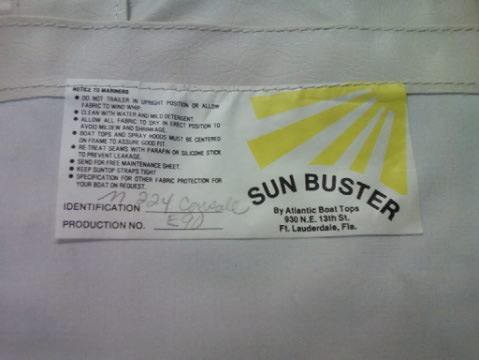 NOTICE TO MARINERS
● DO NOT TRAILER IN UPRIGHT POSITION OR ALLOW
FABRIC TO WIND WHIP.
● CLEAN WITH WATER AND MILD DETERGENT.
● ALLOW ALL FABRIC TO DRY IN ERECT POSITION TO
AVOID MILDEW AND SHRINKAGE.
● BOAT TOPS AND SPRAY HOODS MUST BE CENTERED
ON FRAME TO ASSURE GOOD FIT.
● RE TREAT SEAMS WITH PARAFIN OR SILICONE STICK
TO PREVENT LEAKAGE.
● SEND FOR FREE MAINTENANCE SHEET.
● KEEP SUNTOP STRAPS TIGHT
● SPECIFICATION FOR OTHER FABRIC PROTECTION FOR
YOUR BOAT ON REQUEST.
IDENTIFICATION 224 Console
PRODUCTION NO.
SUN BUSTER
By Atlantic Boat Tops
930 N.E. 13th St.
Ft. Lauderdale, Fla.